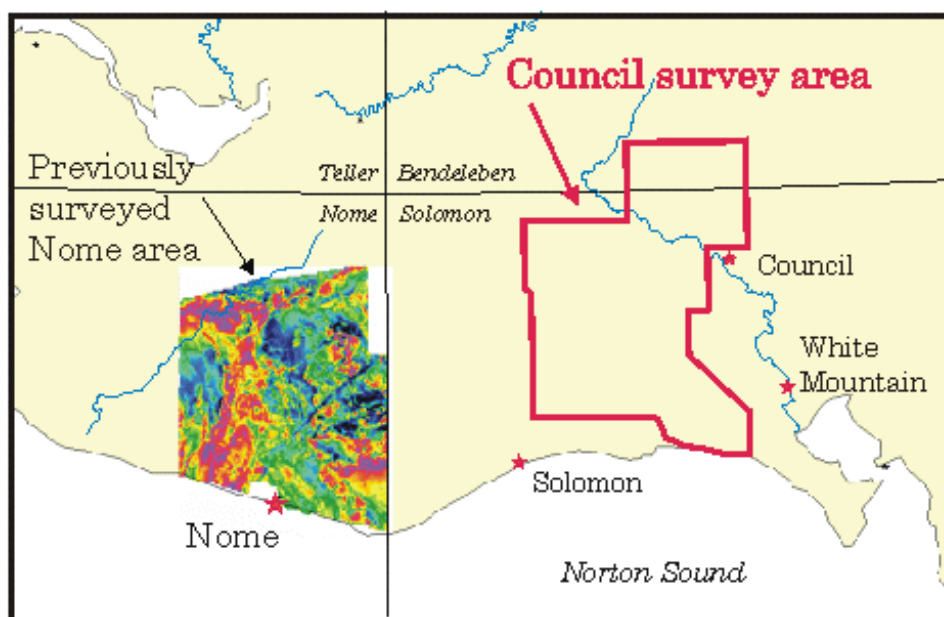 Council survey area
Previously
surveyed
Nome area
Teller
Bendeleben
Nome
Solomon
Council
White
Mountain
Solomon
Nome
Norton Sound